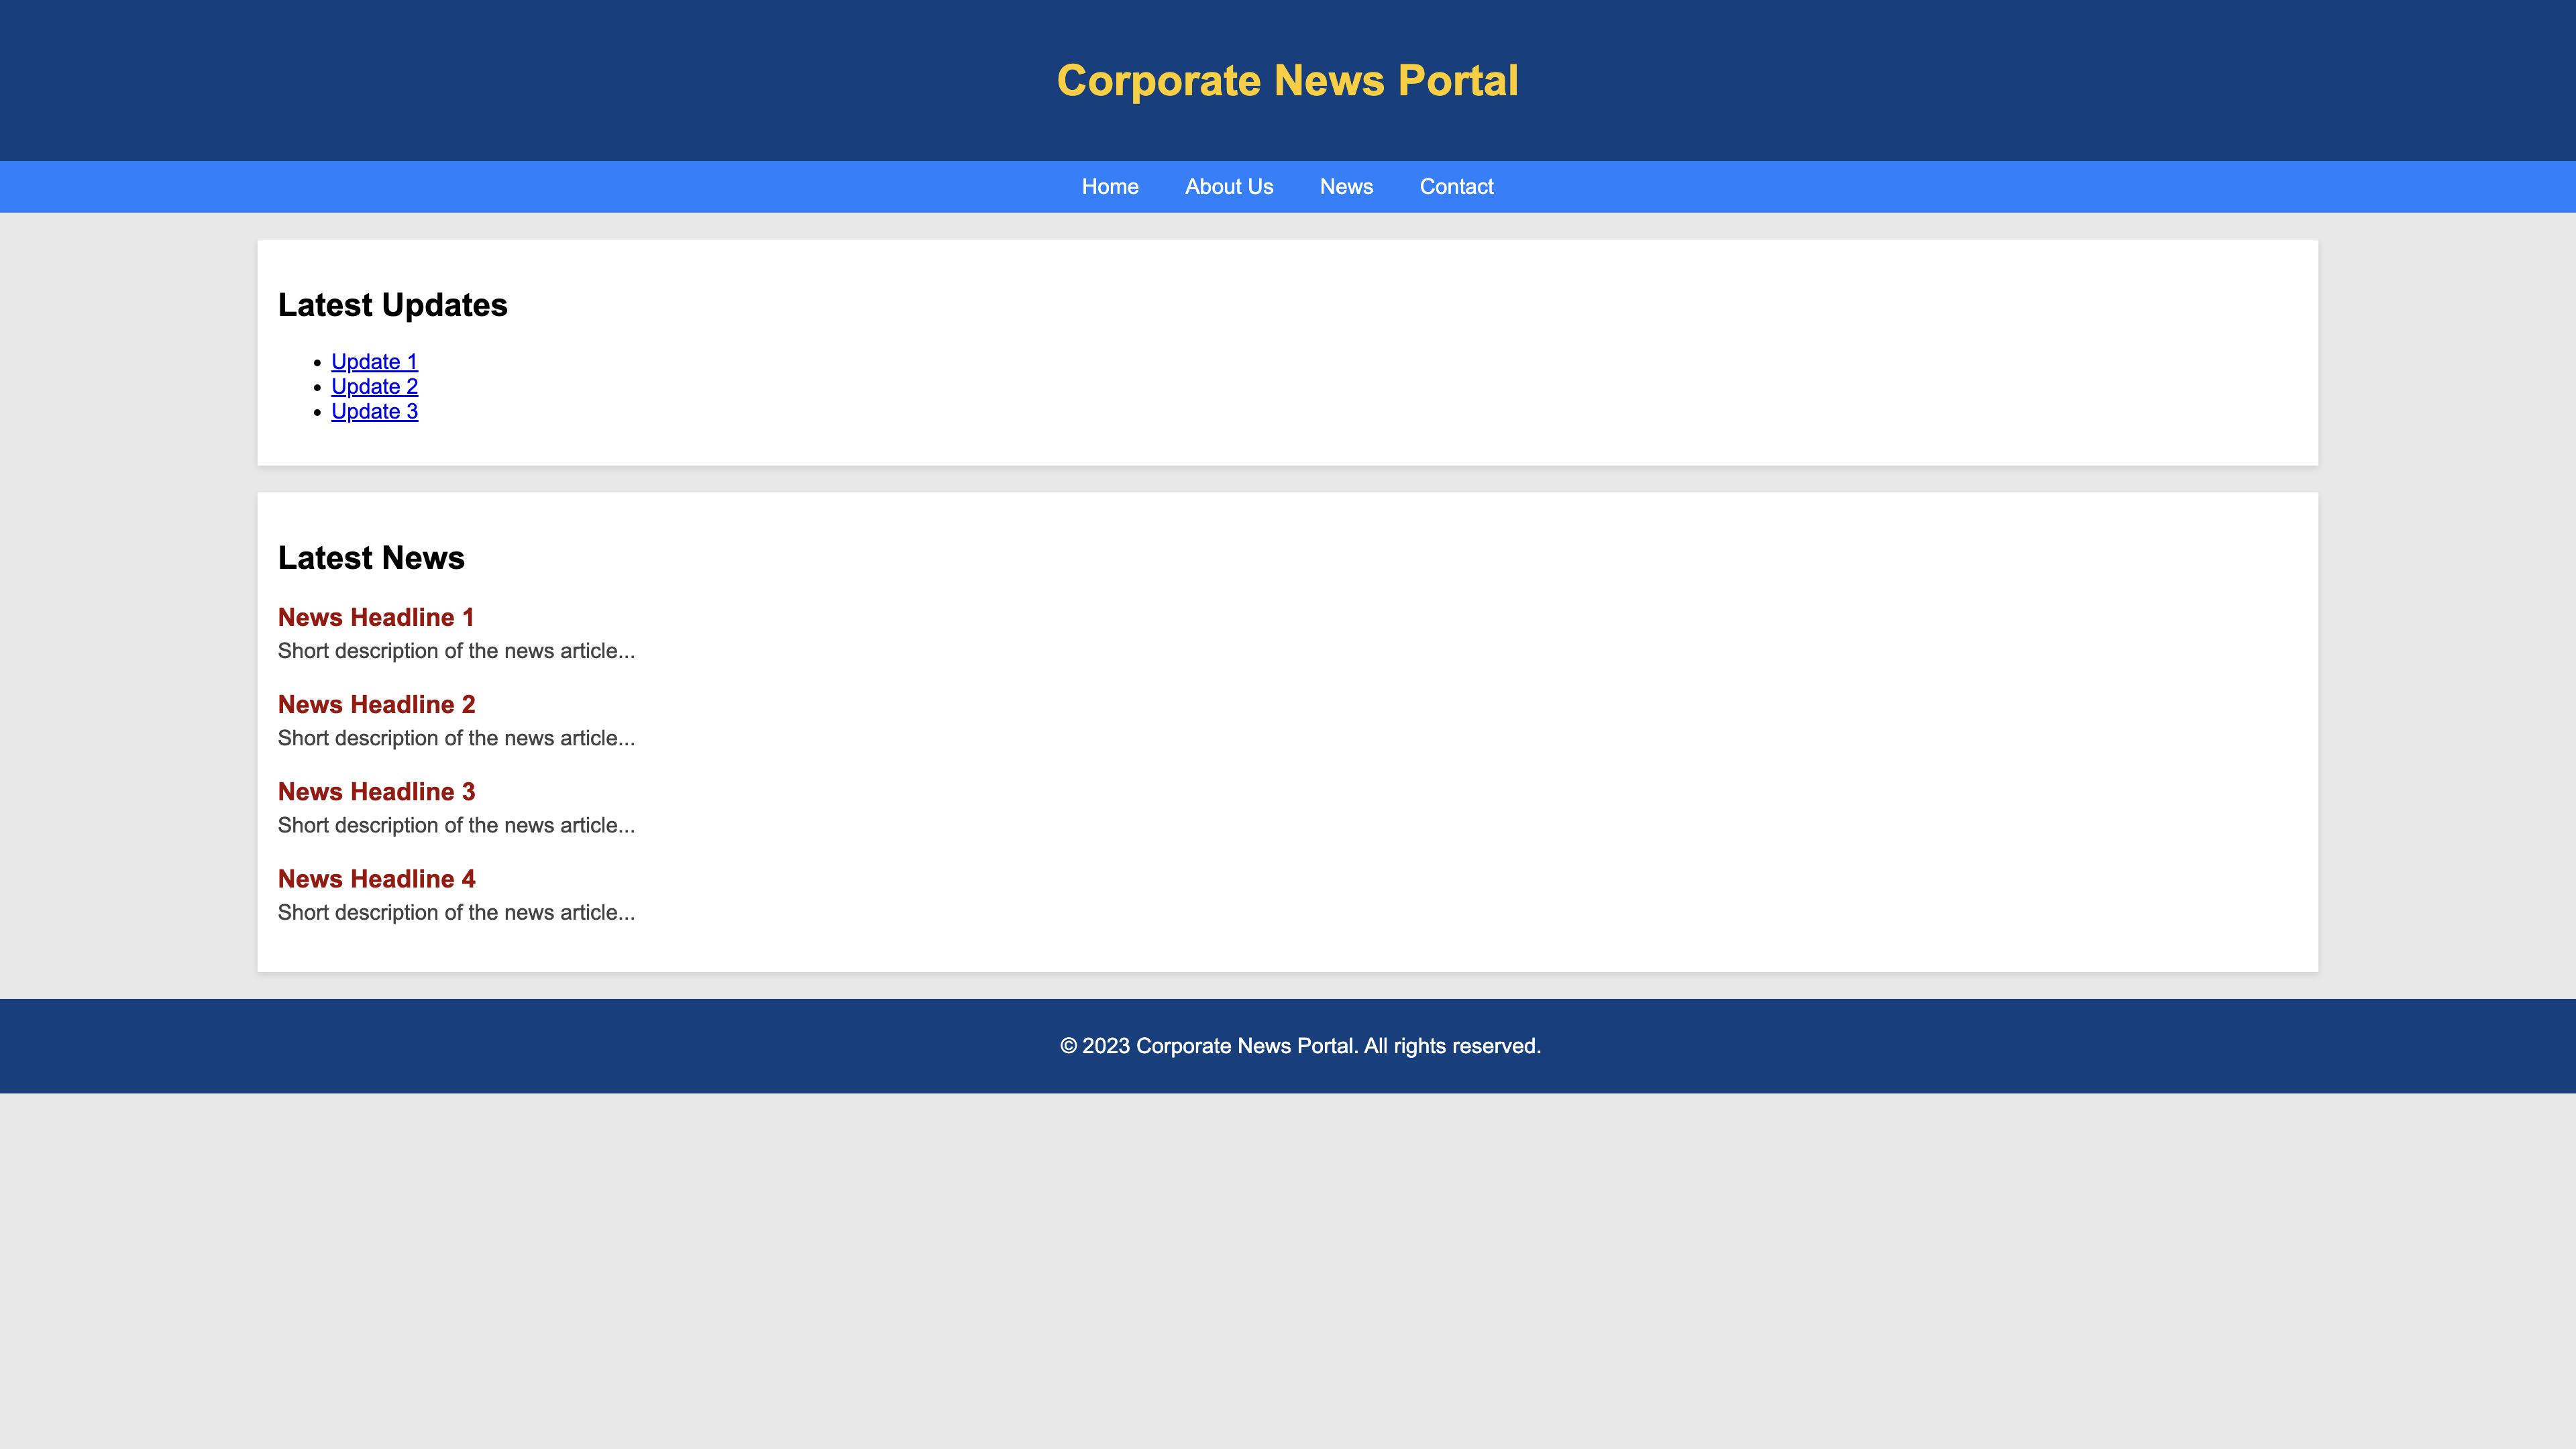 Corporate News Portal
Home About Us News Contact
Latest Updates
• Update 1
• Update 2
• Update 3
Latest News
News Headline 1
Short description of the news article...
News Headline 2
Short description of the news article...
News Headline 3
Short description of the news article...
News Headline 4
Short description of the news article...
© 2023 Corporate News Portal. All rights reserved.